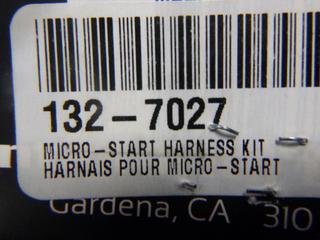 132-7027
MICRO-START HARNESS KIT
HARNAIS POUR MICRO-START
Gardena, CA 310